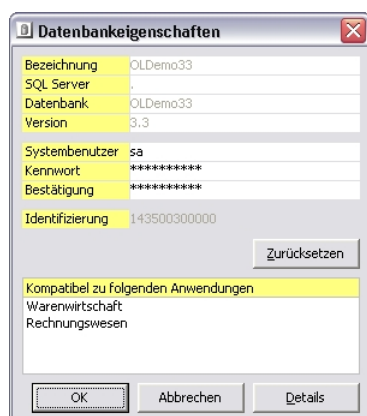 Datenbankeigenschaften
Bezeichnung OLDemo33
SQL Server .
Datenbank OLDemo33
Version 3.3
Systembenutzer sa
Kennwort **********
Bestätigung **********
Identifizierung 143500300000
Zurücksetzen
Kompatibel zu folgenden Anwendungen
Warenwirtschaft
Rechnungswesen
OK Abbrechen Details